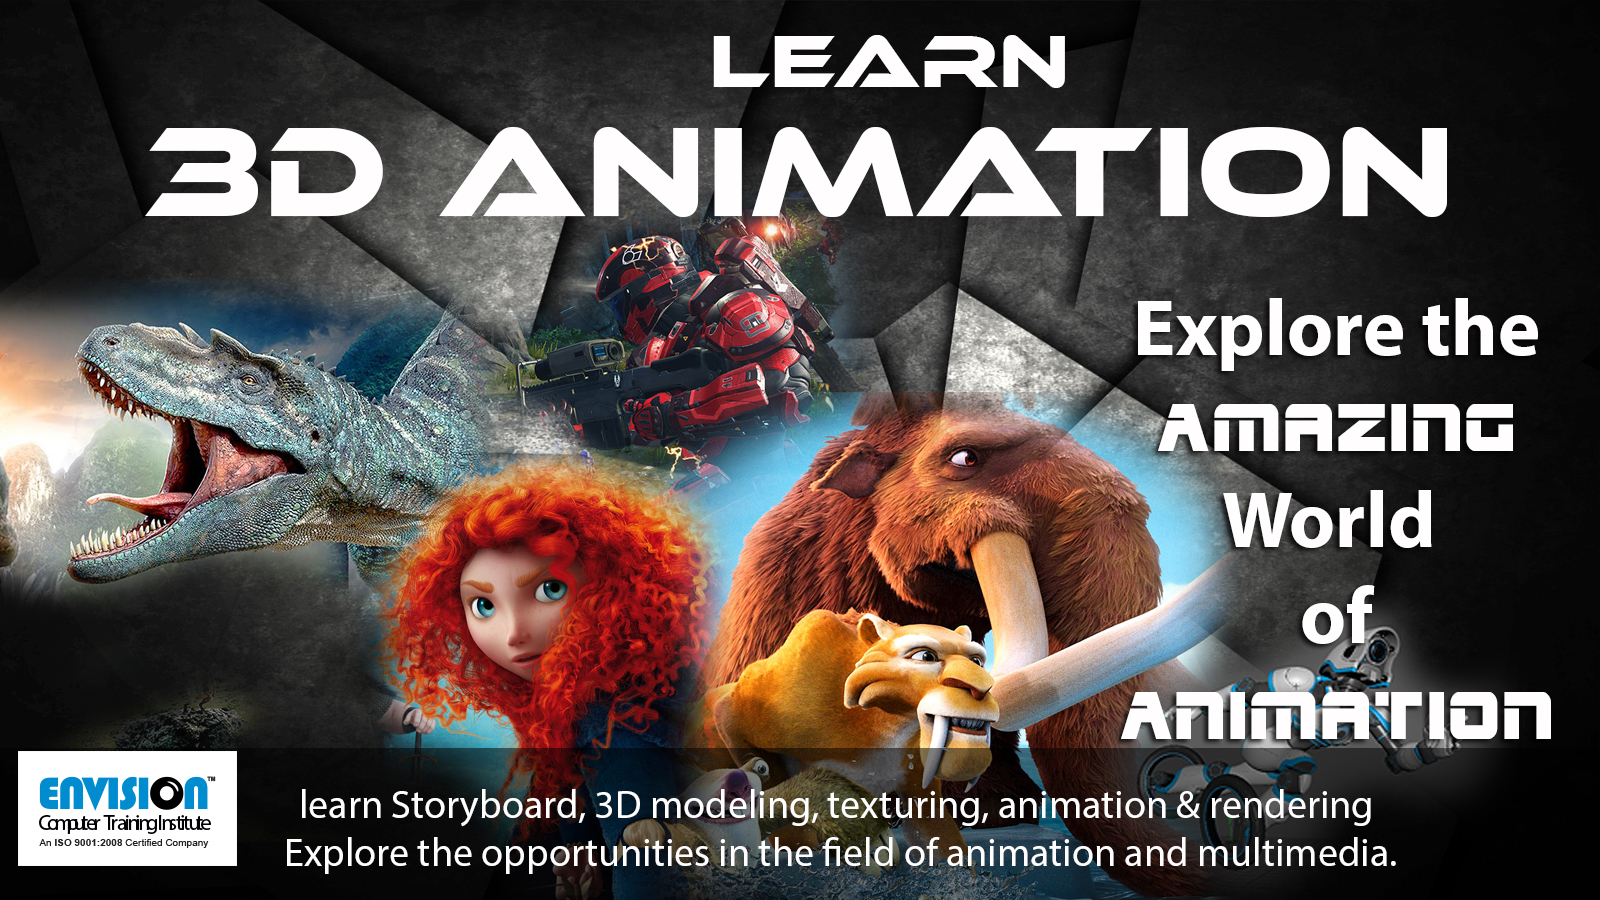 LEARN
3D ANIMATION
Explore the
AMAZING
World
of
ANIMATION
ENVISION™
Computer Training Institute
An ISO 9001:2008 Certified Company
learn Storyboard, 3D modeling, texturing, animation & rendering
Explore the opportunities in the field of animation and multimedia.